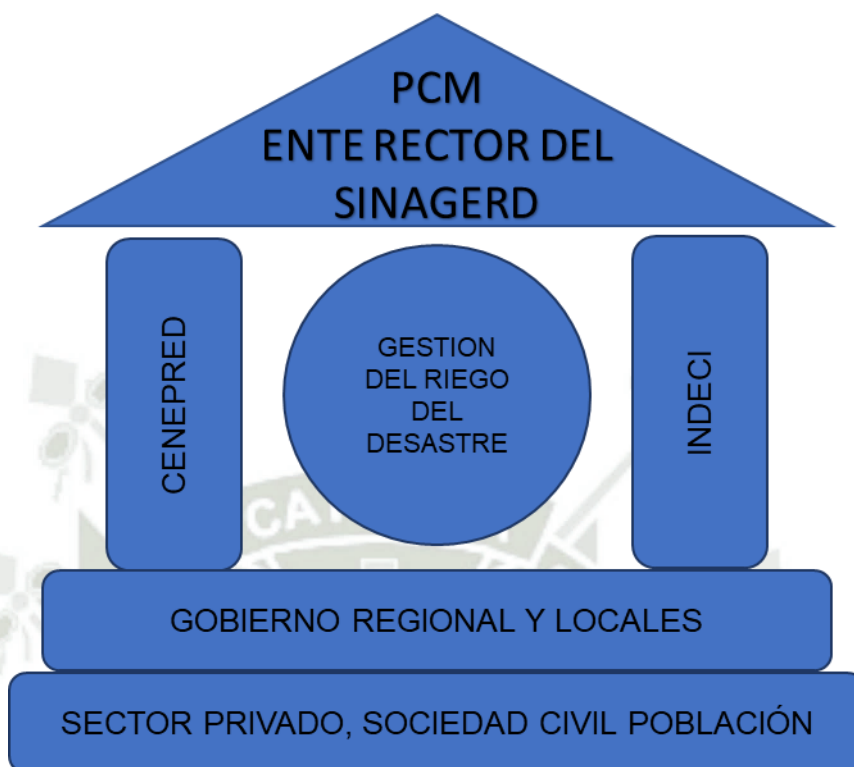 PCM
ENTE RECTOR DEL
SINAGERD
CENEPRED
GESTION
DEL RIEGO
DEL
DESASTRE
INDECI
GOBIERNO REGIONAL Y LOCALES
SECTOR PRIVADO, SOCIEDAD CIVIL POBLACIÓN